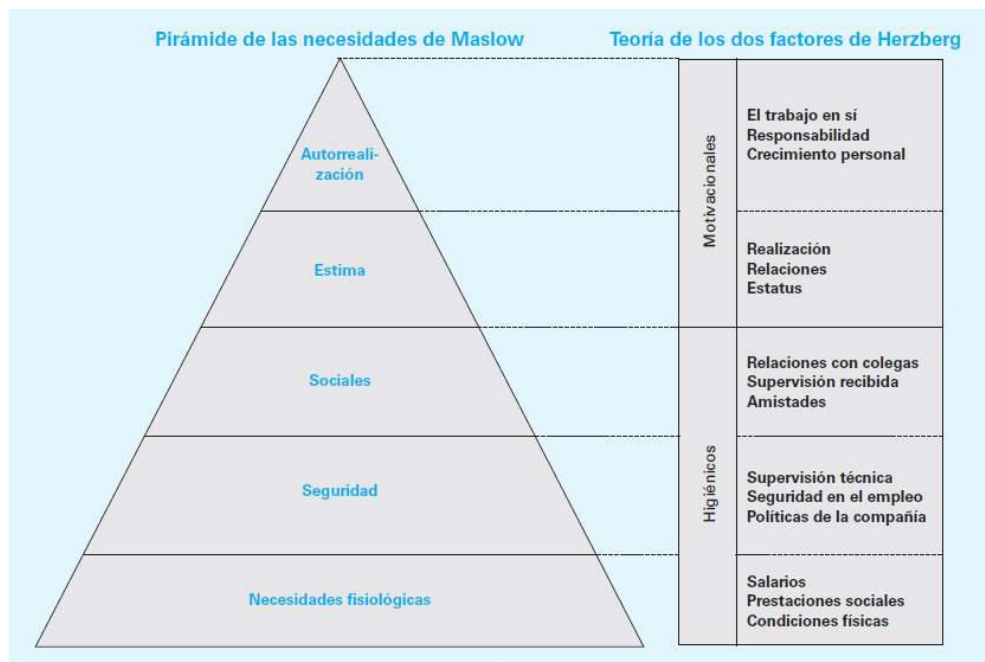 Pirámide de las necesidades de Maslow
Teoría de los dos factores de Herzberg
Autorreali-
zación
Estima
Sociales
Seguridad
Necesidades fisiológicas
Motivacionales
El trabajo en sí
Responsabilidad
Crecimiento personal
Realización
Relaciones
Estatus
Higiénicos
Relaciones con colegas
Supervisión recibida
Amistades
Supervisión técnica
Seguridad en el empleo
Políticas de la compañía
Salarios
Prestaciones sociales
Condiciones físicas